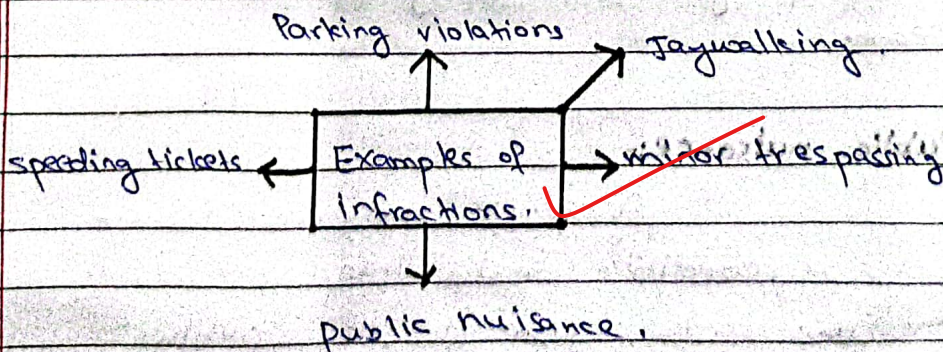 Parking violations
Jaywalking.
speeding tickets
Examples of
infractions.
minor trespassing
public nuisance.